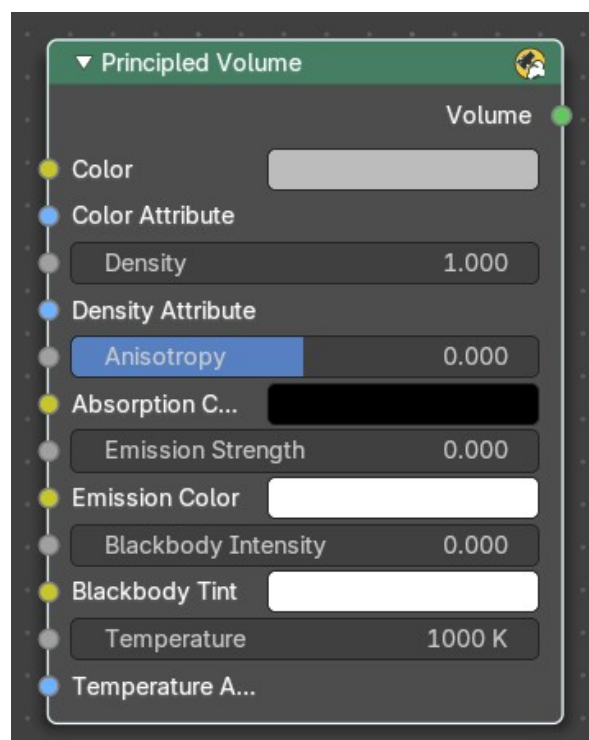 Principled Volume
Volume
Color
Color Attribute
Density 1.000
Density Attribute
Anisotropy 0.000
Absorption C...
Emission Strength 0.000
Emission Color
Blackbody Intensity 0.000
Blackbody Tint
Temperature 1000 K
Temperature A...